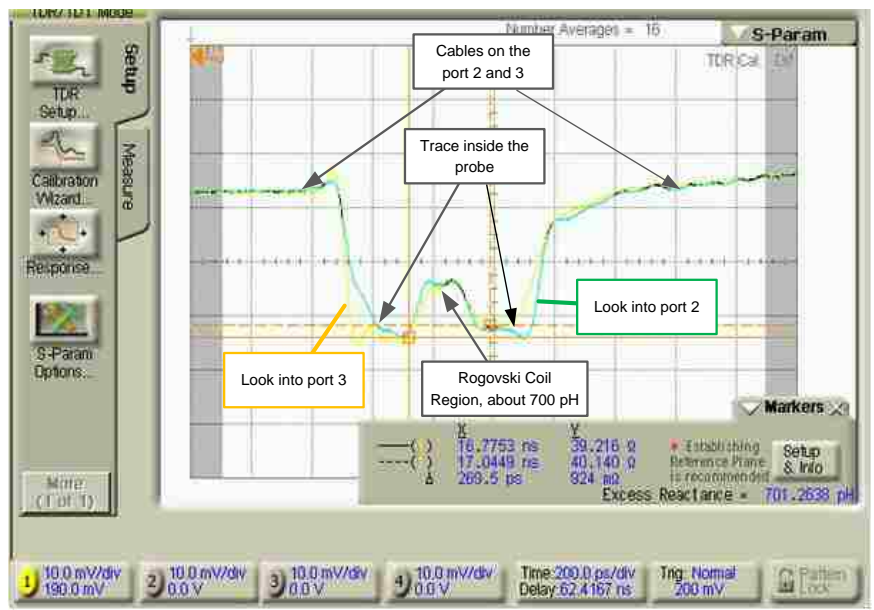 TDR/TDT Mode
Number Averages = 16
S-Param
TDR Cal
Setup
Measure
TDR
Setup...
Calibration
Wizard...
Response...
S-Param
Options...
More
(1 of 1)
Cables on the
port 2 and 3
Trace inside the
probe
Look into port 2
Look into port 3
Rogovski Coil
Region, about 700 pH
Markers
X Y
——( ) 16.7753 ns 39.216 Ω
----( ) 17.0449 ns 40.140 Ω
Δ 269.5 ps 924 mΩ
* Establishing
Reference Plane
is recommended
Setup
& Info
Excess Reactance = 701.2638 pH
1 10.0 mV/div
190.0 mV
2 10.0 mV/div
0.0 V
3 10.0 mV/div
0.0 V
4 10.0 mV/div
0.0 V
Time:200.0 ps/div
Delay:62.4167 ns
Trig: Normal
200 mV
Pattern
Lock